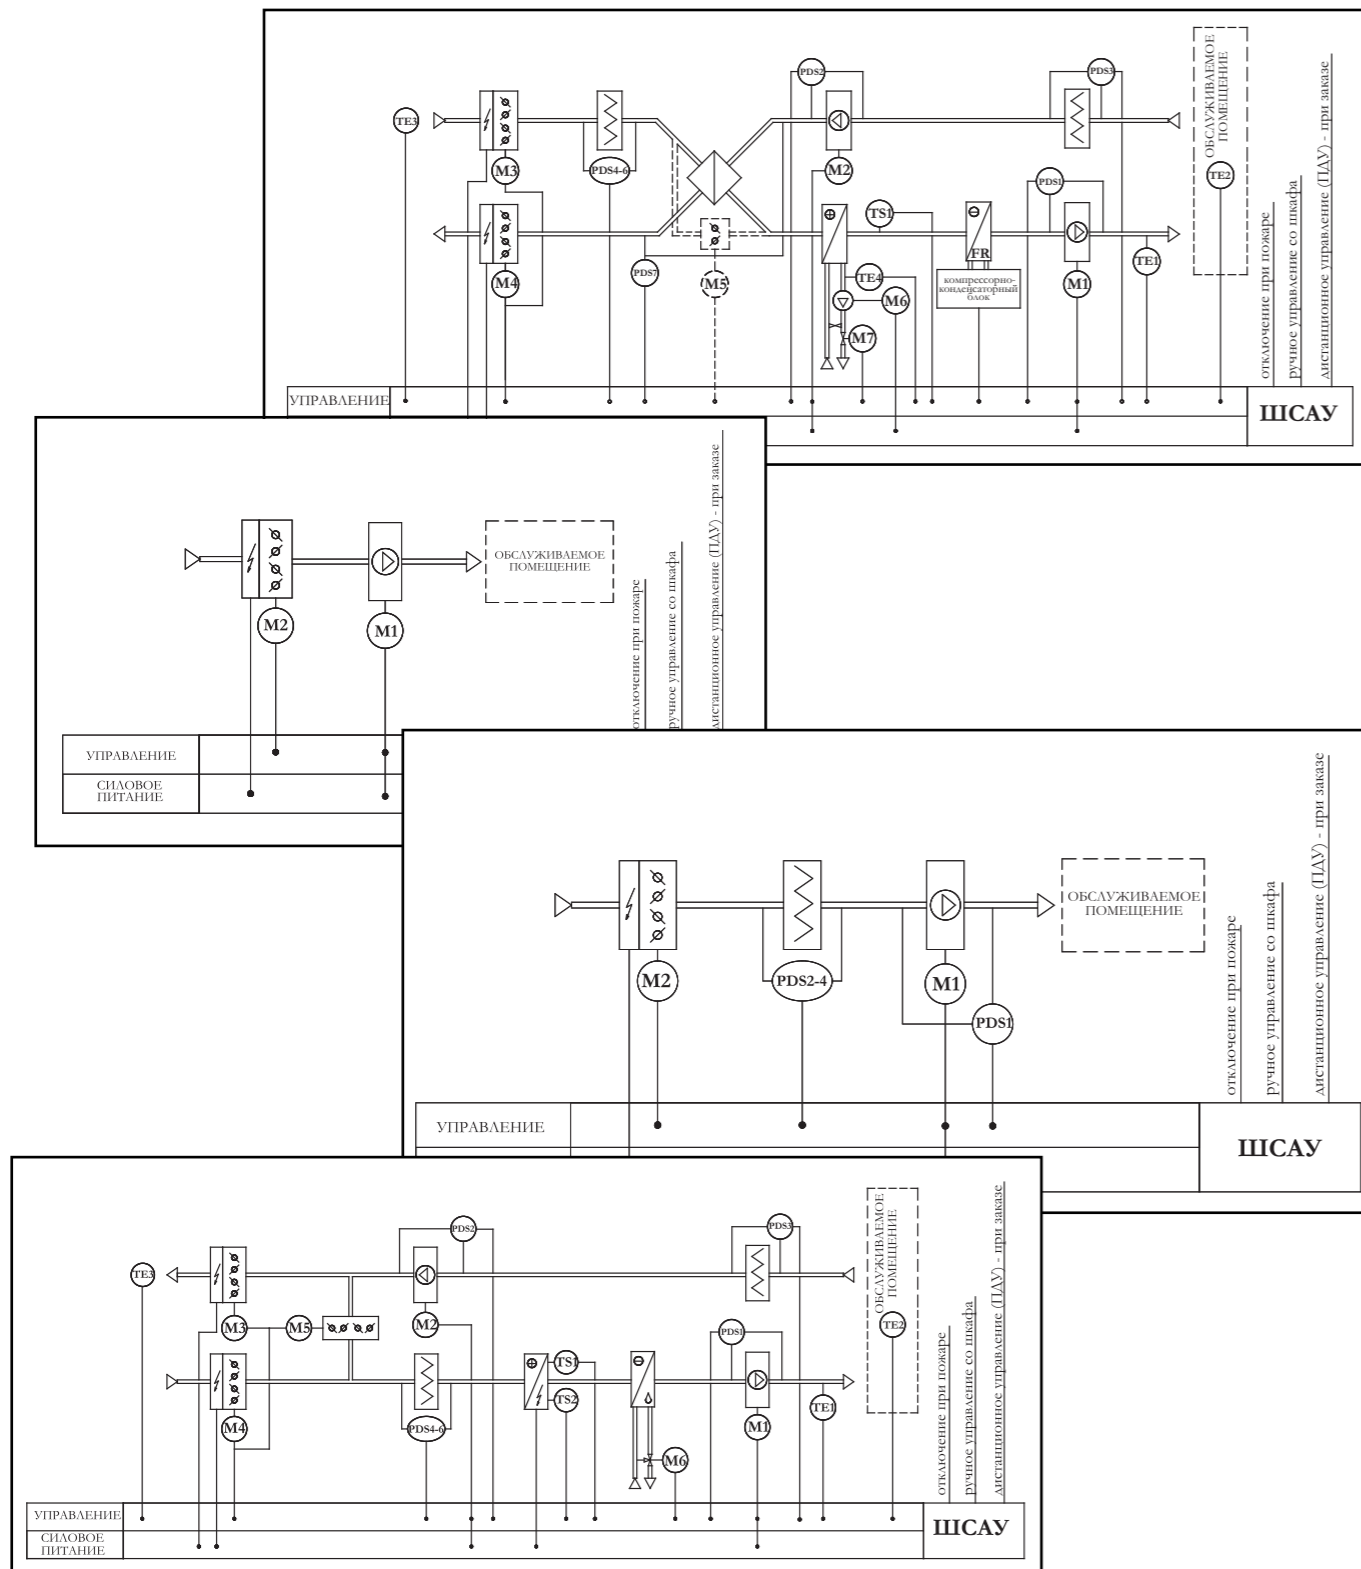 TE3
M3
M4
PDS4-6
PDS7
M5
PDS2
M2
TS1
TE4
M6
M7
FR
компрессорно-
конденсаторный
блок
PDS3
PDS1
M1
TE1
ОБСЛУЖИВАЕМОЕ
ПОМЕЩЕНИЕ
TE2
отключение при пожаре
ручное управление со шкафа
дистанционное управление (ПДУ) - при заказе
УПРАВЛЕНИЕ
ШСАУ
M2
M1
ОБСЛУЖИВАЕМОЕ
ПОМЕЩЕНИЕ
отключение при пожаре
ручное управление со шкафа
дистанционное управление (ПДУ) - при заказе
УПРАВЛЕНИЕ
СИЛОВОЕ
ПИТАНИЕ
M2
PDS2-4
M1
PDS1
ОБСЛУЖИВАЕМОЕ
ПОМЕЩЕНИЕ
отключение при пожаре
ручное управление со шкафа
дистанционное управление (ПДУ) - при заказе
УПРАВЛЕНИЕ
ШСАУ
TE3
M3
M5
M4
PDS2
M2
PDS4-6
TS1
TS2
M6
PDS3
PDS1
M1
TE1
ОБСЛУЖИВАЕМОЕ
ПОМЕЩЕНИЕ
TE2
отключение при пожаре
ручное управление со шкафа
дистанционное управление (ПДУ) - при заказе
УПРАВЛЕНИЕ
СИЛОВОЕ
ПИТАНИЕ
ШСАУ